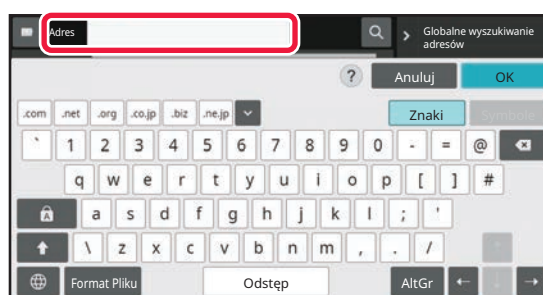 Adres
Globalne wyszukiwanie
adresów
? Anuluj OK
.com .net .org .co.jp .biz .ne.jp Znaki Symbole
` 1 2 3 4 5 6 7 8 9 0 - = @
q w e r t y u i o p [ ] #
a s d f g h j k l ; '
\ z x c v b n m , . /
Format Pliku Odstęp AltGr ← ↓ →